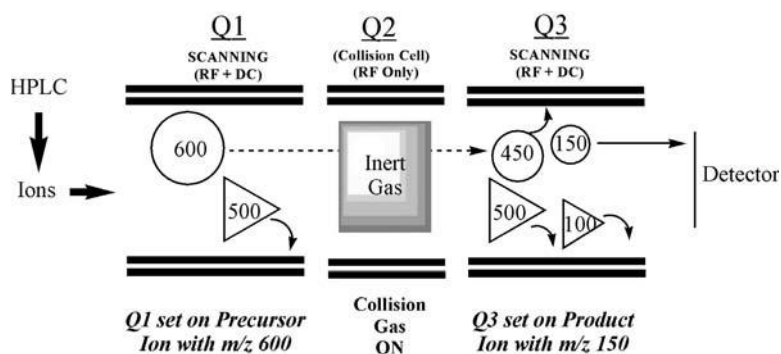 Q1
SCANNING
(RF + DC)
Q2
(Collision Cell)
(RF Only)
Q3
SCANNING
(RF + DC)
HPLC
Ions
600
500
Inert
Gas
450
150
500
100
Detector
Q1 set on Precursor
Ion with m/z 600
Collision
Gas
ON
Q3 set on Product
Ion with m/z 150